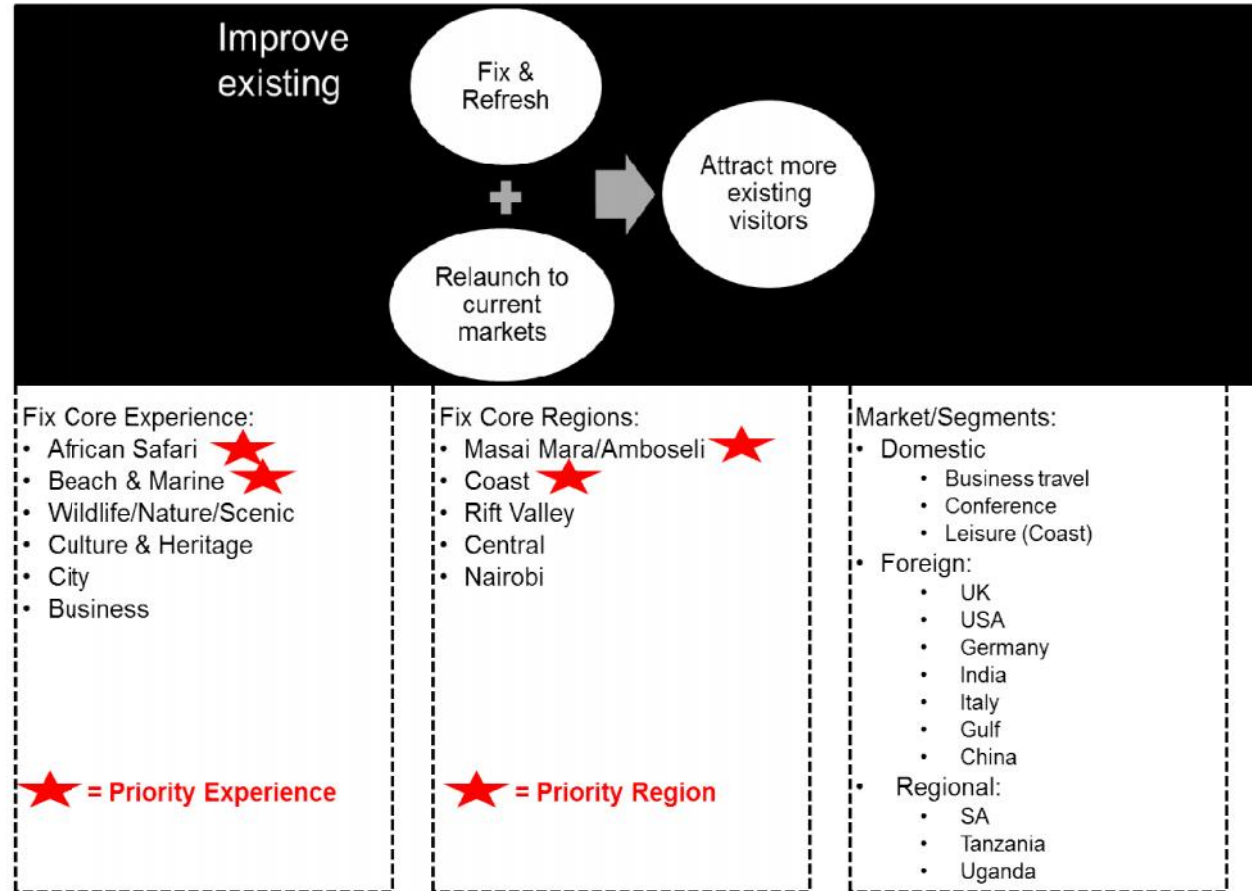 Improve
existing
Fix &
Refresh
Attract more
existing
visitors
Relaunch to
current
markets
Fix Core Experience:
• African Safari
• Beach & Marine
• Wildlife/Nature/Scenic
• Culture & Heritage
• City
• Business
= Priority Experience
Fix Core Regions:
• Masai Mara/Amboseli
• Coast
• Rift Valley
• Central
• Nairobi
= Priority Region
Market/Segments:
• Domestic
• Business travel
• Conference
• Leisure (Coast)
• Foreign:
• UK
• USA
• Germany
• India
• Italy
• Gulf
• China
• Regional:
• SA
• Tanzania
• Uganda